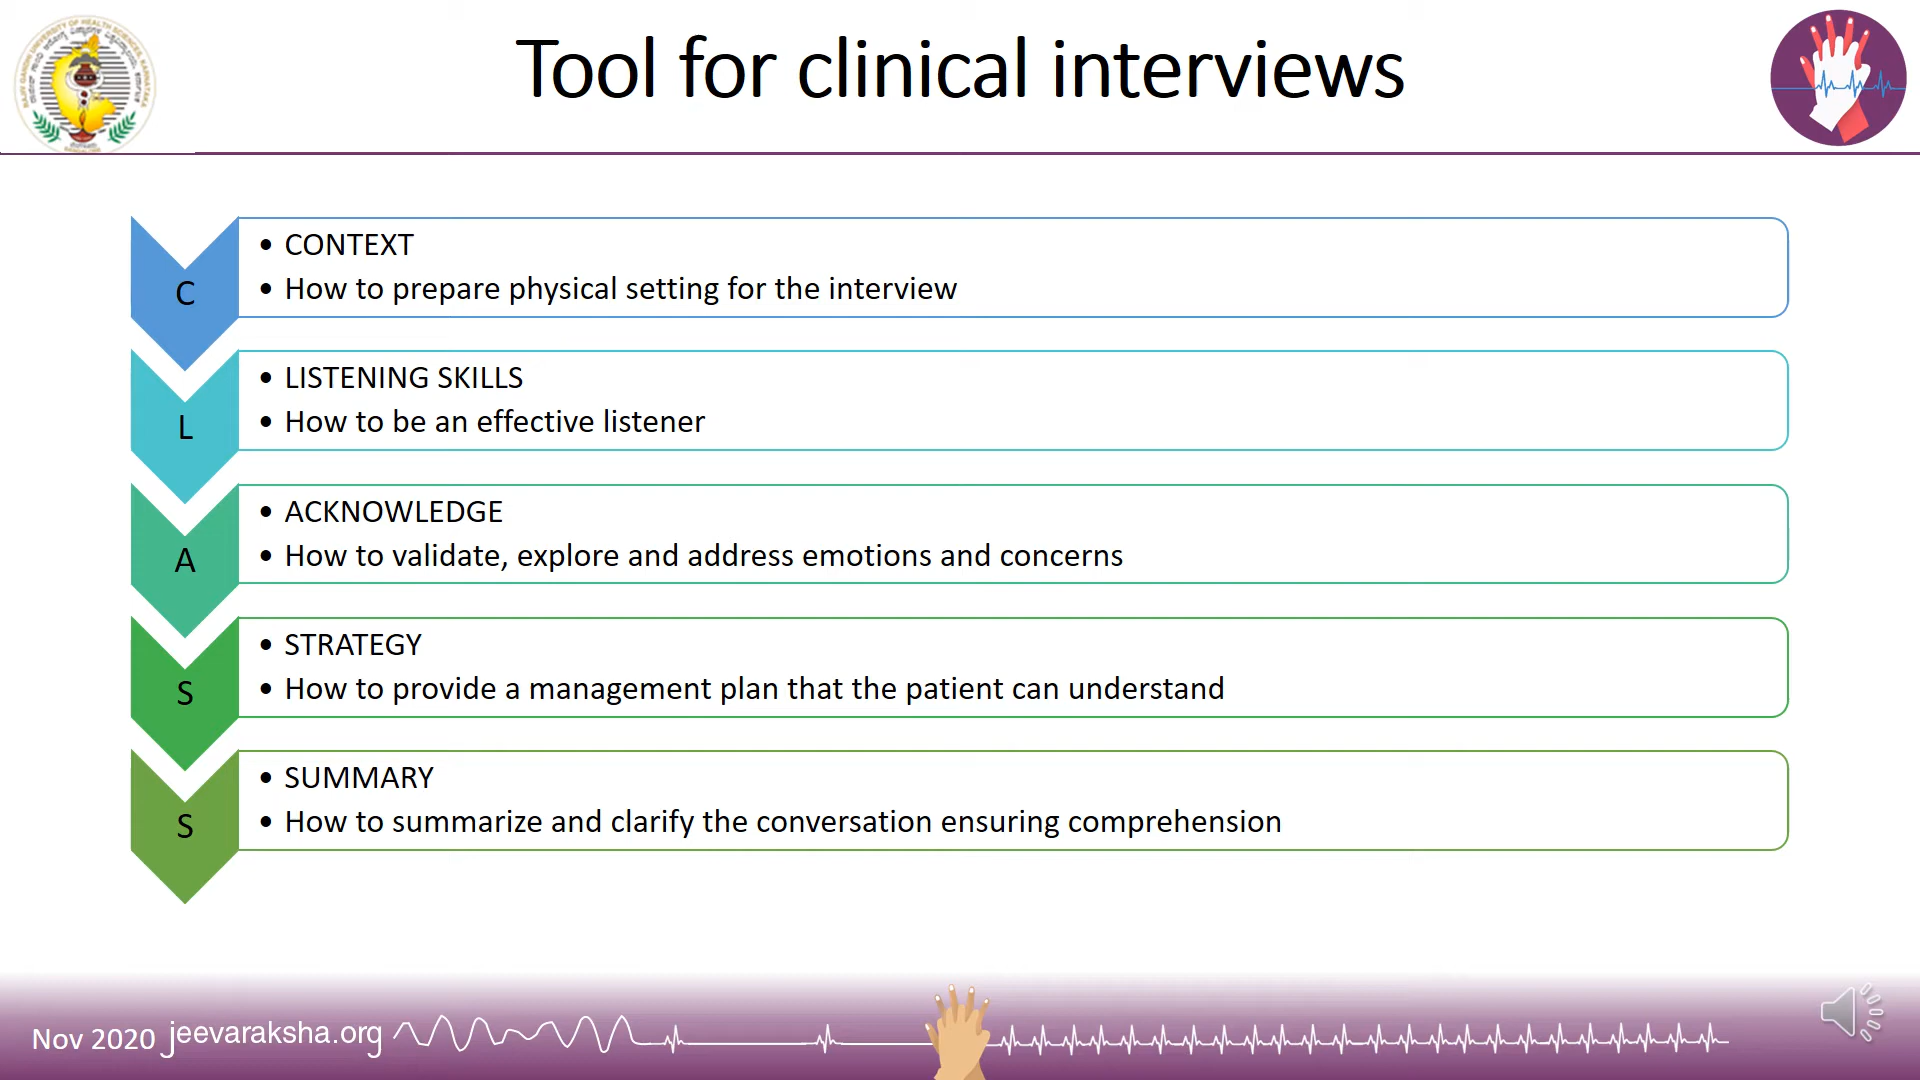 Tool for clinical interviews
C
• CONTEXT
• How to prepare physical setting for the interview
L
• LISTENING SKILLS
• How to be an effective listener
A
• ACKNOWLEDGE
• How to validate, explore and address emotions and concerns
S
• STRATEGY
• How to provide a management plan that the patient can understand
S
• SUMMARY
• How to summarize and clarify the conversation ensuring comprehension
Nov 2020 jeevaraksha.org